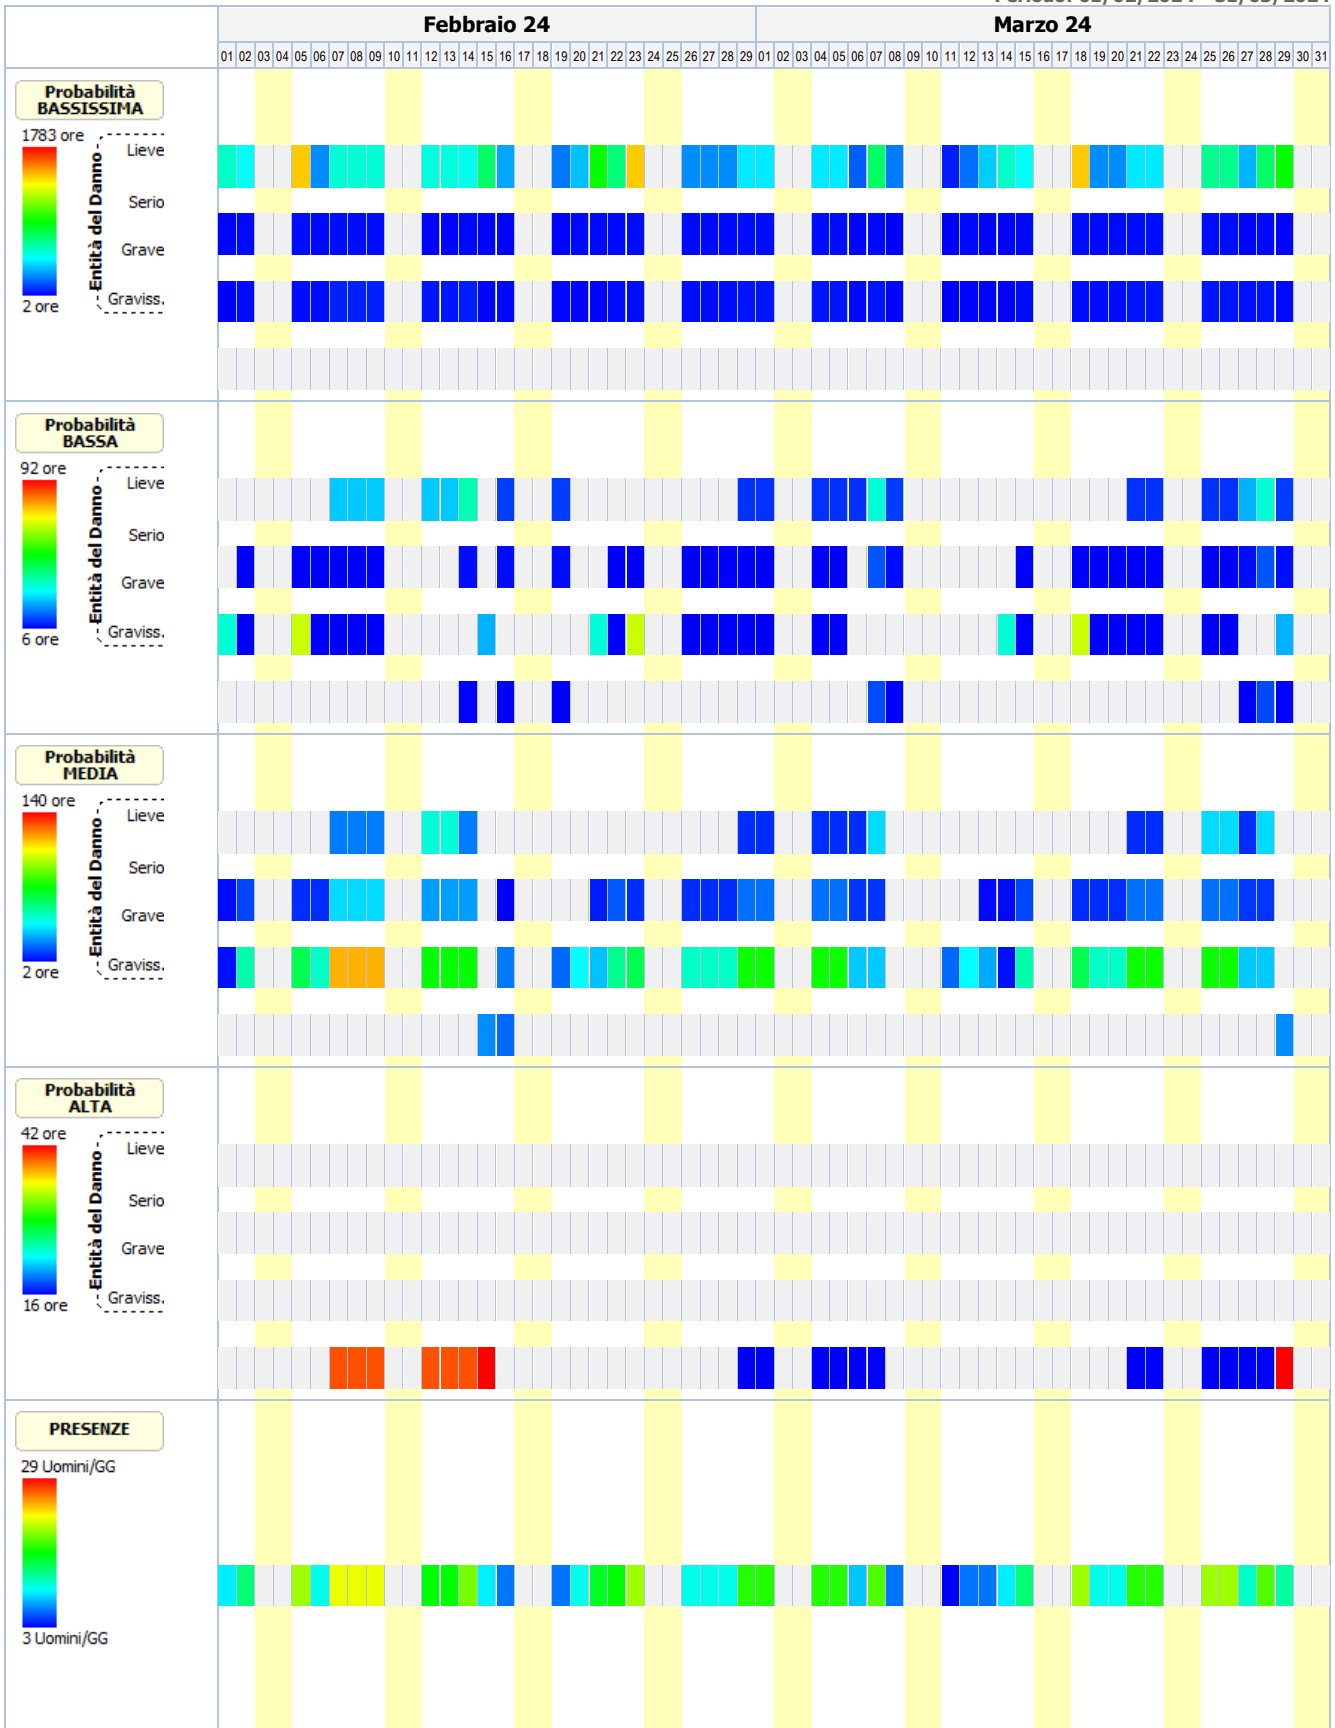 Febbraio 24 Marzo 24
01 02 03 04 05 06 07 08 09 10 11 12 13 14 15 16 17 18 19 20 21 22 23 24 25 26 27 28 29 01 02 03 04 05 06 07 08 09 10 11 12 13 14 15 16 17 18 19 20 21 22 23 24 25 26 27 28 29 30 31
Probabilità
BASSISSIMA
1783 ore
Entità del Danno
Lieve
Serio
Grave
Graviss.
2 ore
Probabilità
BASSA
92 ore
Entità del Danno
Lieve
Serio
Grave
Graviss.
6 ore
Probabilità
MEDIA
140 ore
Entità del Danno
Lieve
Serio
Grave
Graviss.
2 ore
Probabilità
ALTA
42 ore
Entità del Danno
Lieve
Serio
Grave
Graviss.
16 ore
PRESENZE
29 Uomini/GG
3 Uomini/GG